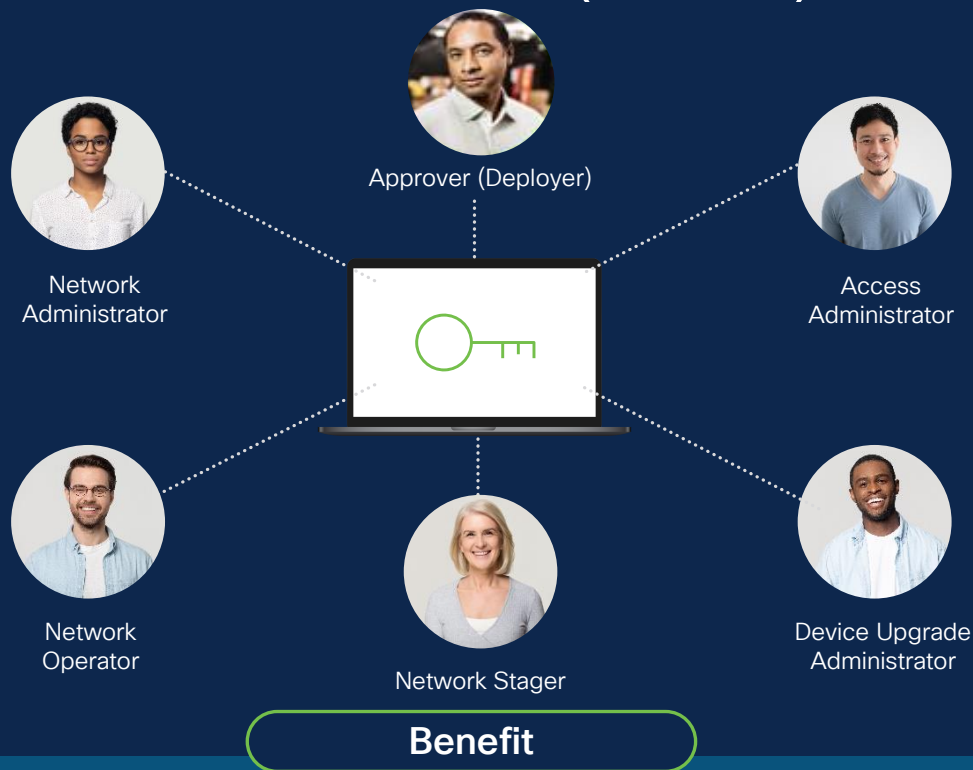 Approver (Deployer)
Network
Administrator
Access
Administrator
Network
Operator
Network Stager
Device Upgrade
Administrator
Benefit